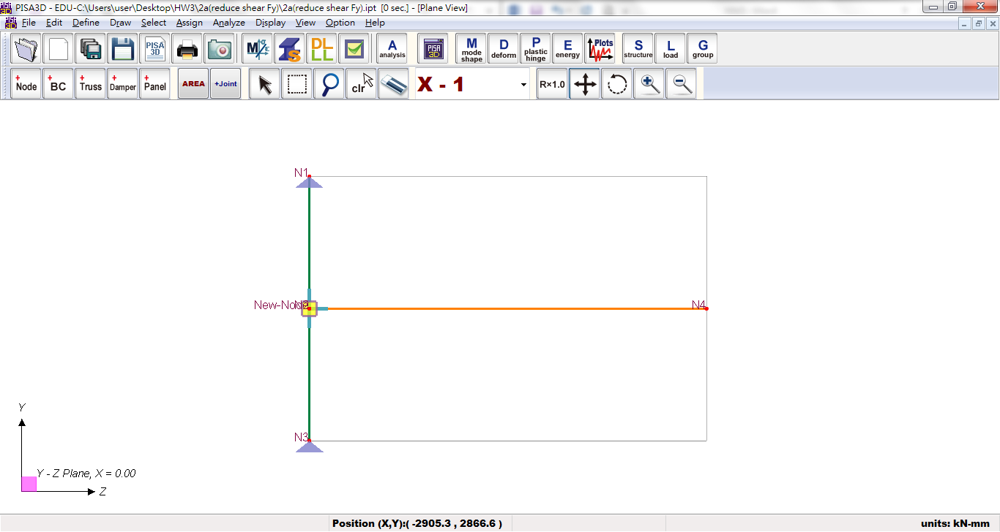 PISA3D - EDU-C:\Users\user\Desktop\HW3\2a(reduce shear Fy)\2a(reduce shear Fy).ipt [0 sec.] - [Plane View]
File Edit Define Draw Select Assign Analyze Display View Option Help
PISA 3D
M/φ
DL LL
A analysis
PISA 3D
M mode shape
D deform
P plastic hinge
E energy
Plots
S structure
L load
G group
+ Node
+ BC
+ Truss
+ Damper
+ Panel
AREA
+Joint
clr
X - 1
R×1.0
N1
New-Node
N2
N4
N3
Y
Y - Z Plane, X = 0.00
Z
Position (X,Y):( -2905.3 , 2866.6 )
units: kN-mm